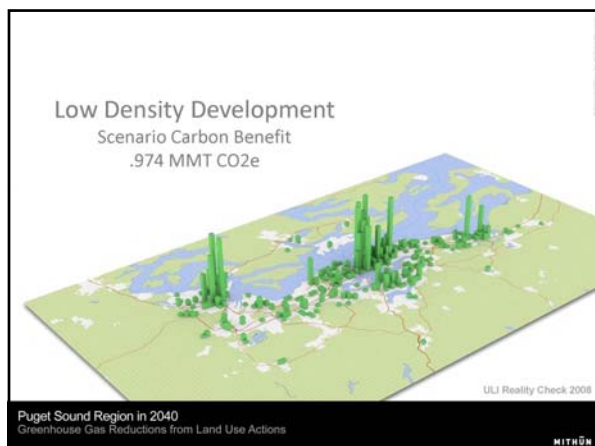 Low Density Development
Scenario Carbon Benefit
.974 MMT CO2e
ULI Reality Check 2008
Puget Sound Region in 2040
Greenhouse Gas Reductions from Land Use Actions
MITHŪN